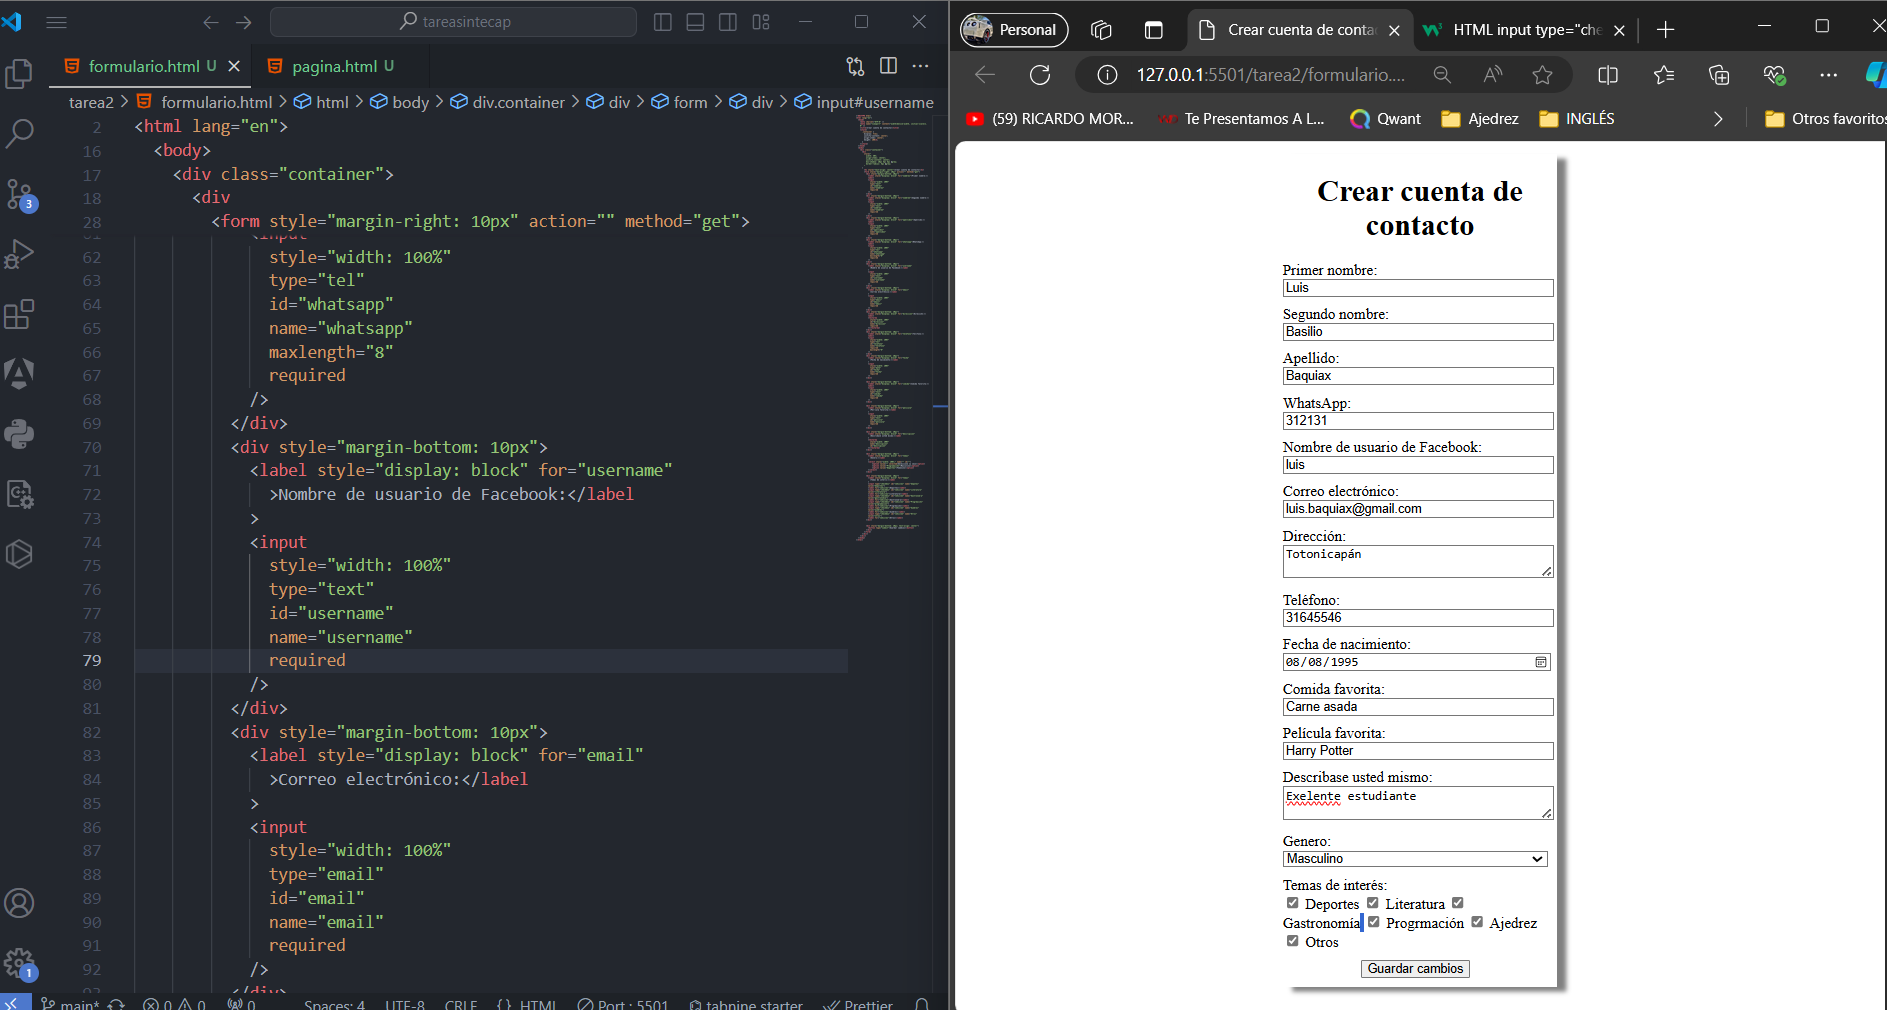 tareasintecap
formulario.html U
pagina.html U
tarea2 > formulario.html > html > body > div.container > div > form > div > input#username
2 <html lang="en">
16 <body>
17 <div class="container">
18 <div
28 <form style="margin-right: 10px" action="" method="get">
61 <input
62 style="width: 100%"
63 type="tel"
64 id="whatsapp"
65 name="whatsapp"
66 maxlength="8"
67 required
68 />
69 </div>
70 <div style="margin-bottom: 10px">
71 <label style="display: block" for="username"
72 >Nombre de usuario de Facebook:</label
73 >
74 <input
75 style="width: 100%"
76 type="text"
77 id="username"
78 name="username"
79 required
80 />
81 </div>
82 <div style="margin-bottom: 10px">
83 <label style="display: block" for="email"
84 >Correo electrónico:</label
85 >
86 <input
87 style="width: 100%"
88 type="email"
89 id="email"
90 name="email"
91 required
92 />
93 </div>
3
1
main* 0 0 0 Spaces: 4 UTF-8 CRLF {} HTML Port : 5501 tabnine starter Prettier
Personal
Crear cuenta de conta
HTML input type="che
127.0.0.1:5501/tarea2/formulario....
(59) RICARDO MOR...
Te Presentamos A L...
Qwant
Ajedrez
INGLÉS
Otros favoritos
Crear cuenta de
contacto
Primer nombre:
Luis
Segundo nombre:
Basilio
Apellido:
Baquiax
WhatsApp:
312131
Nombre de usuario de Facebook:
luis
Correo electrónico:
luis.baquiax@gmail.com
Dirección:
Totonicapán
Teléfono:
31645546
Fecha de nacimiento:
08/08/1995
Comida favorita:
Carne asada
Película favorita:
Harry Potter
Describase usted mismo:
Exelente estudiante
Genero:
Masculino
Temas de interés:
Deportes Literatura
Gastronomía Progrmación Ajedrez
Otros
Guardar cambios